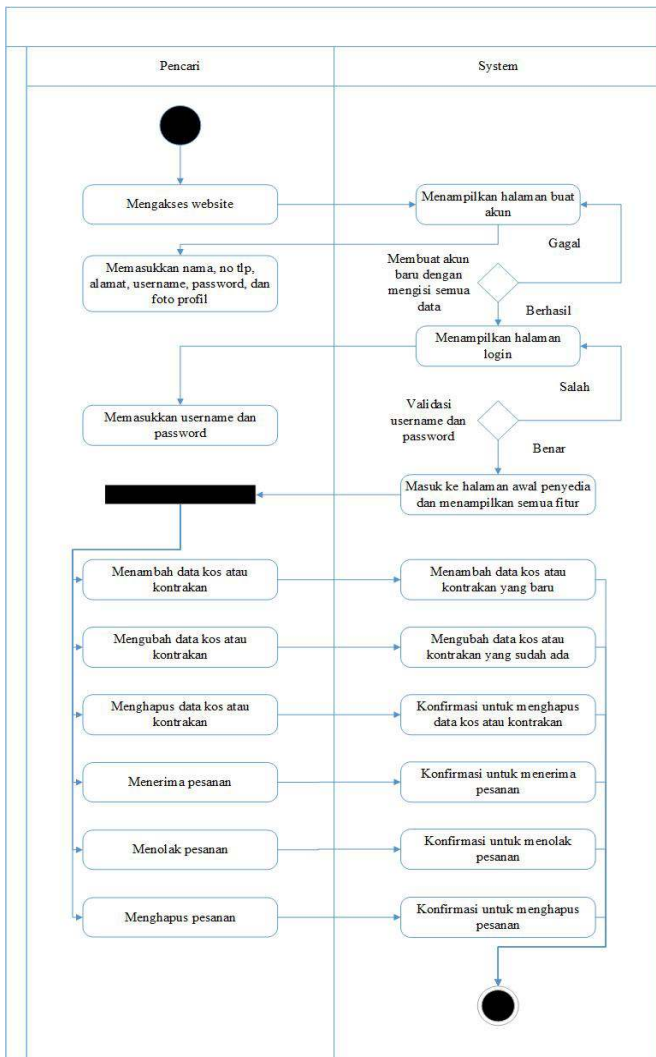 Pencari
System
Mengakses website
Menampilkan halaman buat
akun
Gagal
Memasukkan nama, no tlp,
alamat, username, password, dan
foto profil
Membuat akun
baru dengan
mengisi semua
data
Berhasil
Menampilkan halaman
login
Salah
Memasukkan username dan
password
Validasi
username dan
password
Benar
Masuk ke halaman awal penyedia
dan menampilkan semua fitur
Menambah data kos atau
kontrakan
Menambah data kos atau
kontrakan yang baru
Mengubah data kos atau
kontrakan
Mengubah data kos atau
kontrakan yang sudah ada
Menghapus data kos atau
kontrakan
Konfirmasi untuk menghapus
data kos atau kontrakan
Menerima pesanan
Konfirmasi untuk menerima
pesanan
Menolak pesanan
Konfirmasi untuk menolak
pesanan
Menghapus pesanan
Konfirmasi untuk menghapus
pesanan